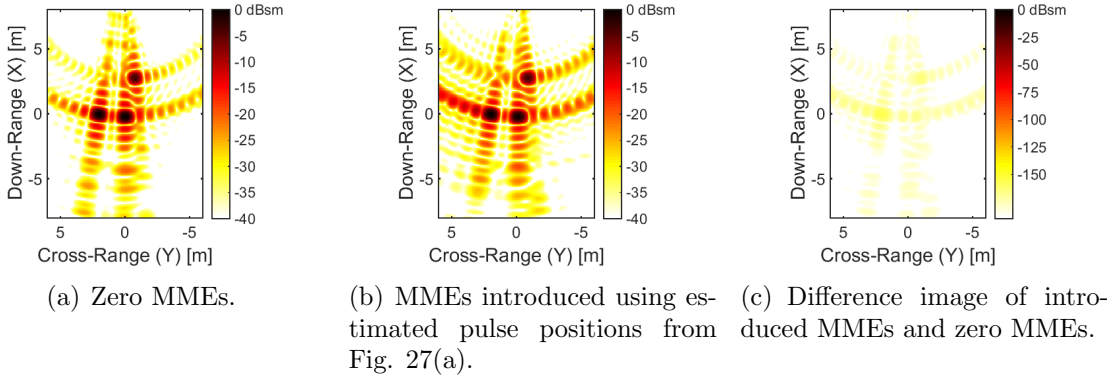 0 dBsm
-5
-10
-15
-20
-25
-30
-35
-40
5
0
-5
Down-Range (X) [m]
5
0
-5
Cross-Range (Y) [m]
(a) Zero MMEs.
0 dBsm
-5
-10
-15
-20
-25
-30
-35
-40
5
0
-5
Down-Range (X) [m]
5
0
-5
Cross-Range (Y) [m]
(b) MMEs introduced using es-
timated pulse positions from
Fig. 27(a).
0 dBsm
-50
-75
-100
-125
-150
5
0
-5
Down-Range (X) [m]
5
0
-5
Cross-Range (Y) [m]
(c) Difference image of intro-
duced MMEs and zero MMEs.